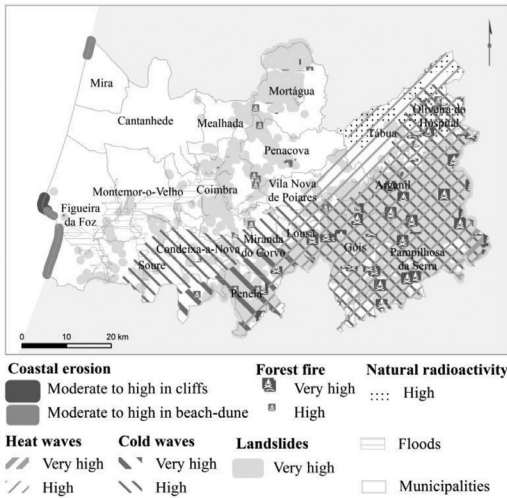 Mira
Mortágua
Cantanhede
Mealhada
Oliveira do
Hospital
Tábua
Penacova
Montemor-o-Velho
Coimbra
Vila Nova
de Poiares
Arganil
Figueira
da Foz
Condeixa-a-Nova
Miranda
do Corvo
Lousã
Góis
Soure
Pampilhosa
da Serra
Penela
0 10 20 km
Coastal erosion
Moderate to high in cliffs
Moderate to high in beach-dune
Forest fire
Very high
High
Natural radioactivity
High
Heat waves
Very high
High
Cold waves
Very high
High
Landslides
Very high
Floods
Municipalities